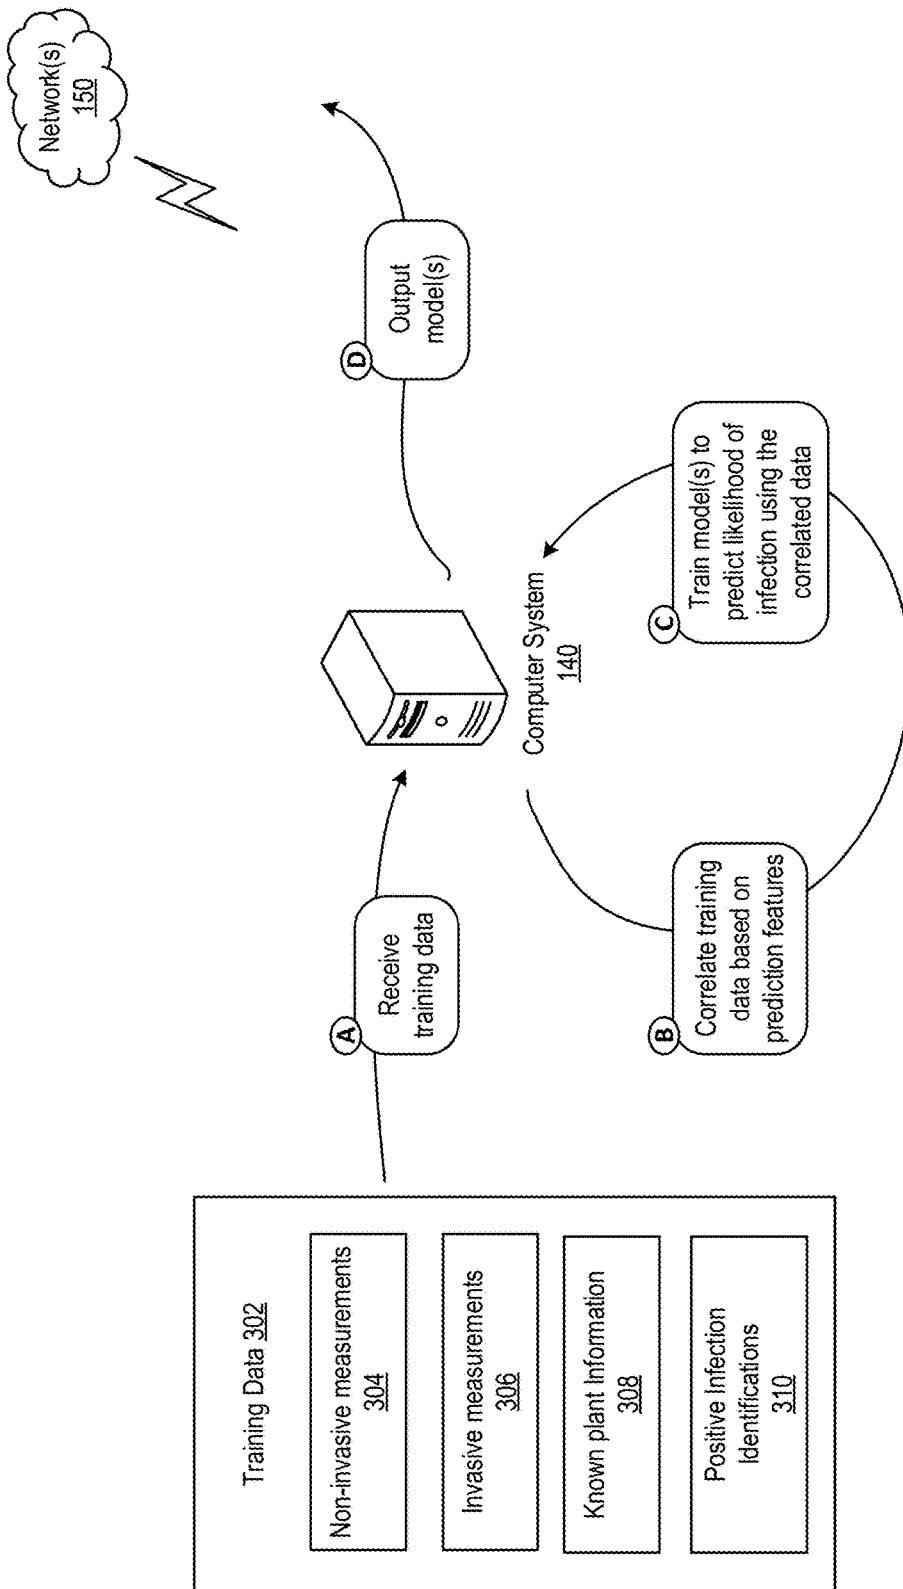 Training Data 302
Non-invasive measurements
304
Invasive measurements
306
Known plant Information
308
Positive Infection
Identifications
310
A
Receive
training data
Computer System
140
B
Correlate training
data based on
prediction features
C
Train model(s) to
predict likelihood of
infection using the
correlated data
D
Output
model(s)
Network(s)
150